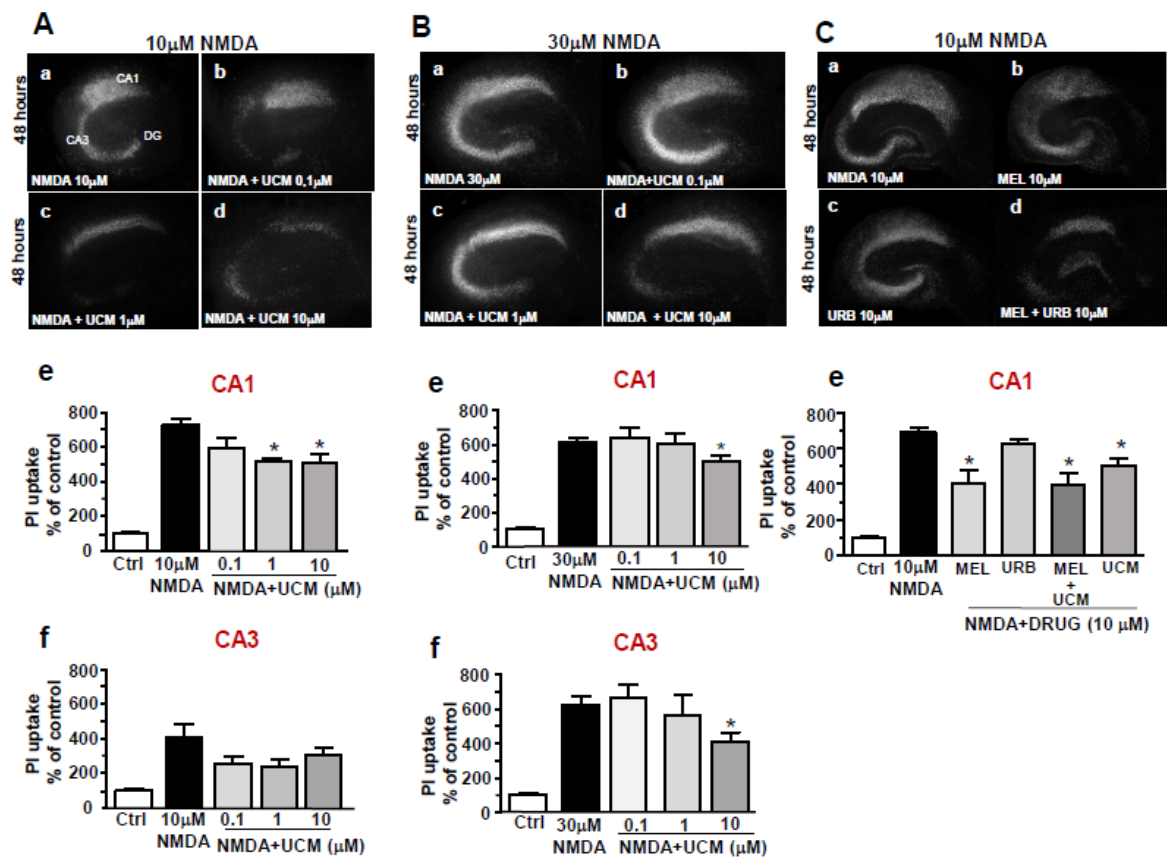 A
10µM NMDA
48 hours
a
CA1
CA3
DG
NMDA 10µM
b
NMDA + UCM 0,1µM
48 hours
c
NMDA + UCM 1µM
d
NMDA + UCM 10µM
B
30µM NMDA
48 hours
a
NMDA 30µM
b
NMDA+UCM 0.1µM
48 hours
c
NMDA + UCM 1µM
d
NMDA + UCM 10µM
C
10µM NMDA
48 hours
a
NMDA 10µM
b
MEL 10µM
48 hours
c
URB 10µM
d
MEL + URB 10µM
e
CA1
PI uptake
% of control
800
600
400
200
0
Ctrl
10µM
NMDA
0.1 1 10
NMDA+UCM (µM)
*
*
e
CA1
PI uptake
% of control
800
600
400
200
0
Ctrl
30µM
NMDA
0.1 1 10
NMDA+UCM (µM)
*
e
CA1
PI uptake
% of control
800
600
400
200
0
Ctrl
10µM
NMDA
MEL
URB
MEL
+
UCM
UCM
NMDA+DRUG (10 µM)
*
*
*
f
CA3
PI uptake
% of control
800
600
400
200
0
Ctrl
10µM
NMDA
0.1 1 10
NMDA+UCM (µM)
f
CA3
PI uptake
% of control
800
600
400
200
0
Ctrl
30µM
NMDA
0.1 1 10
NMDA+UCM (µM)
*